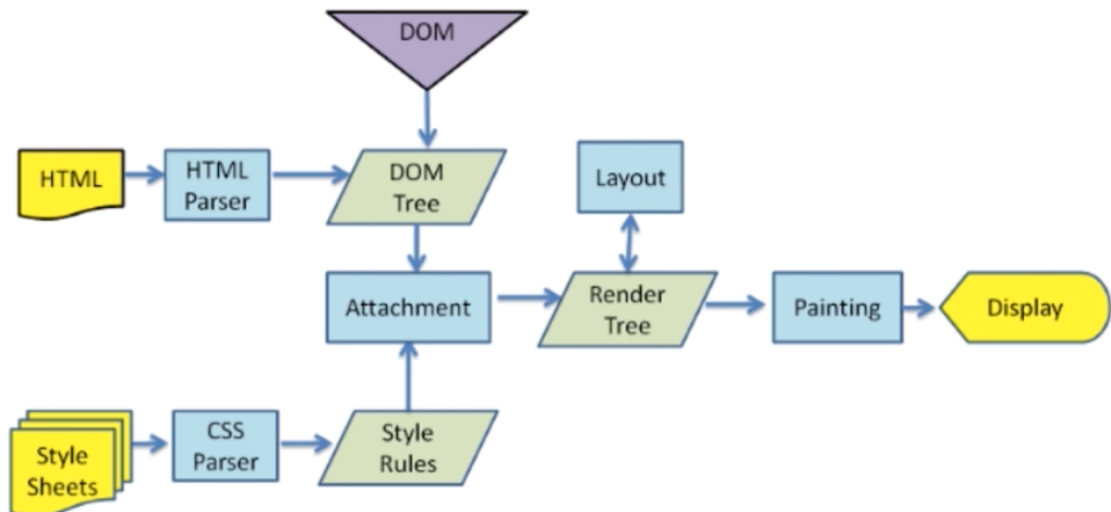 DOM
HTML
HTML
Parser
DOM
Tree
Layout
Attachment
Render
Tree
Painting
Display
Style
Sheets
CSS
Parser
Style
Rules